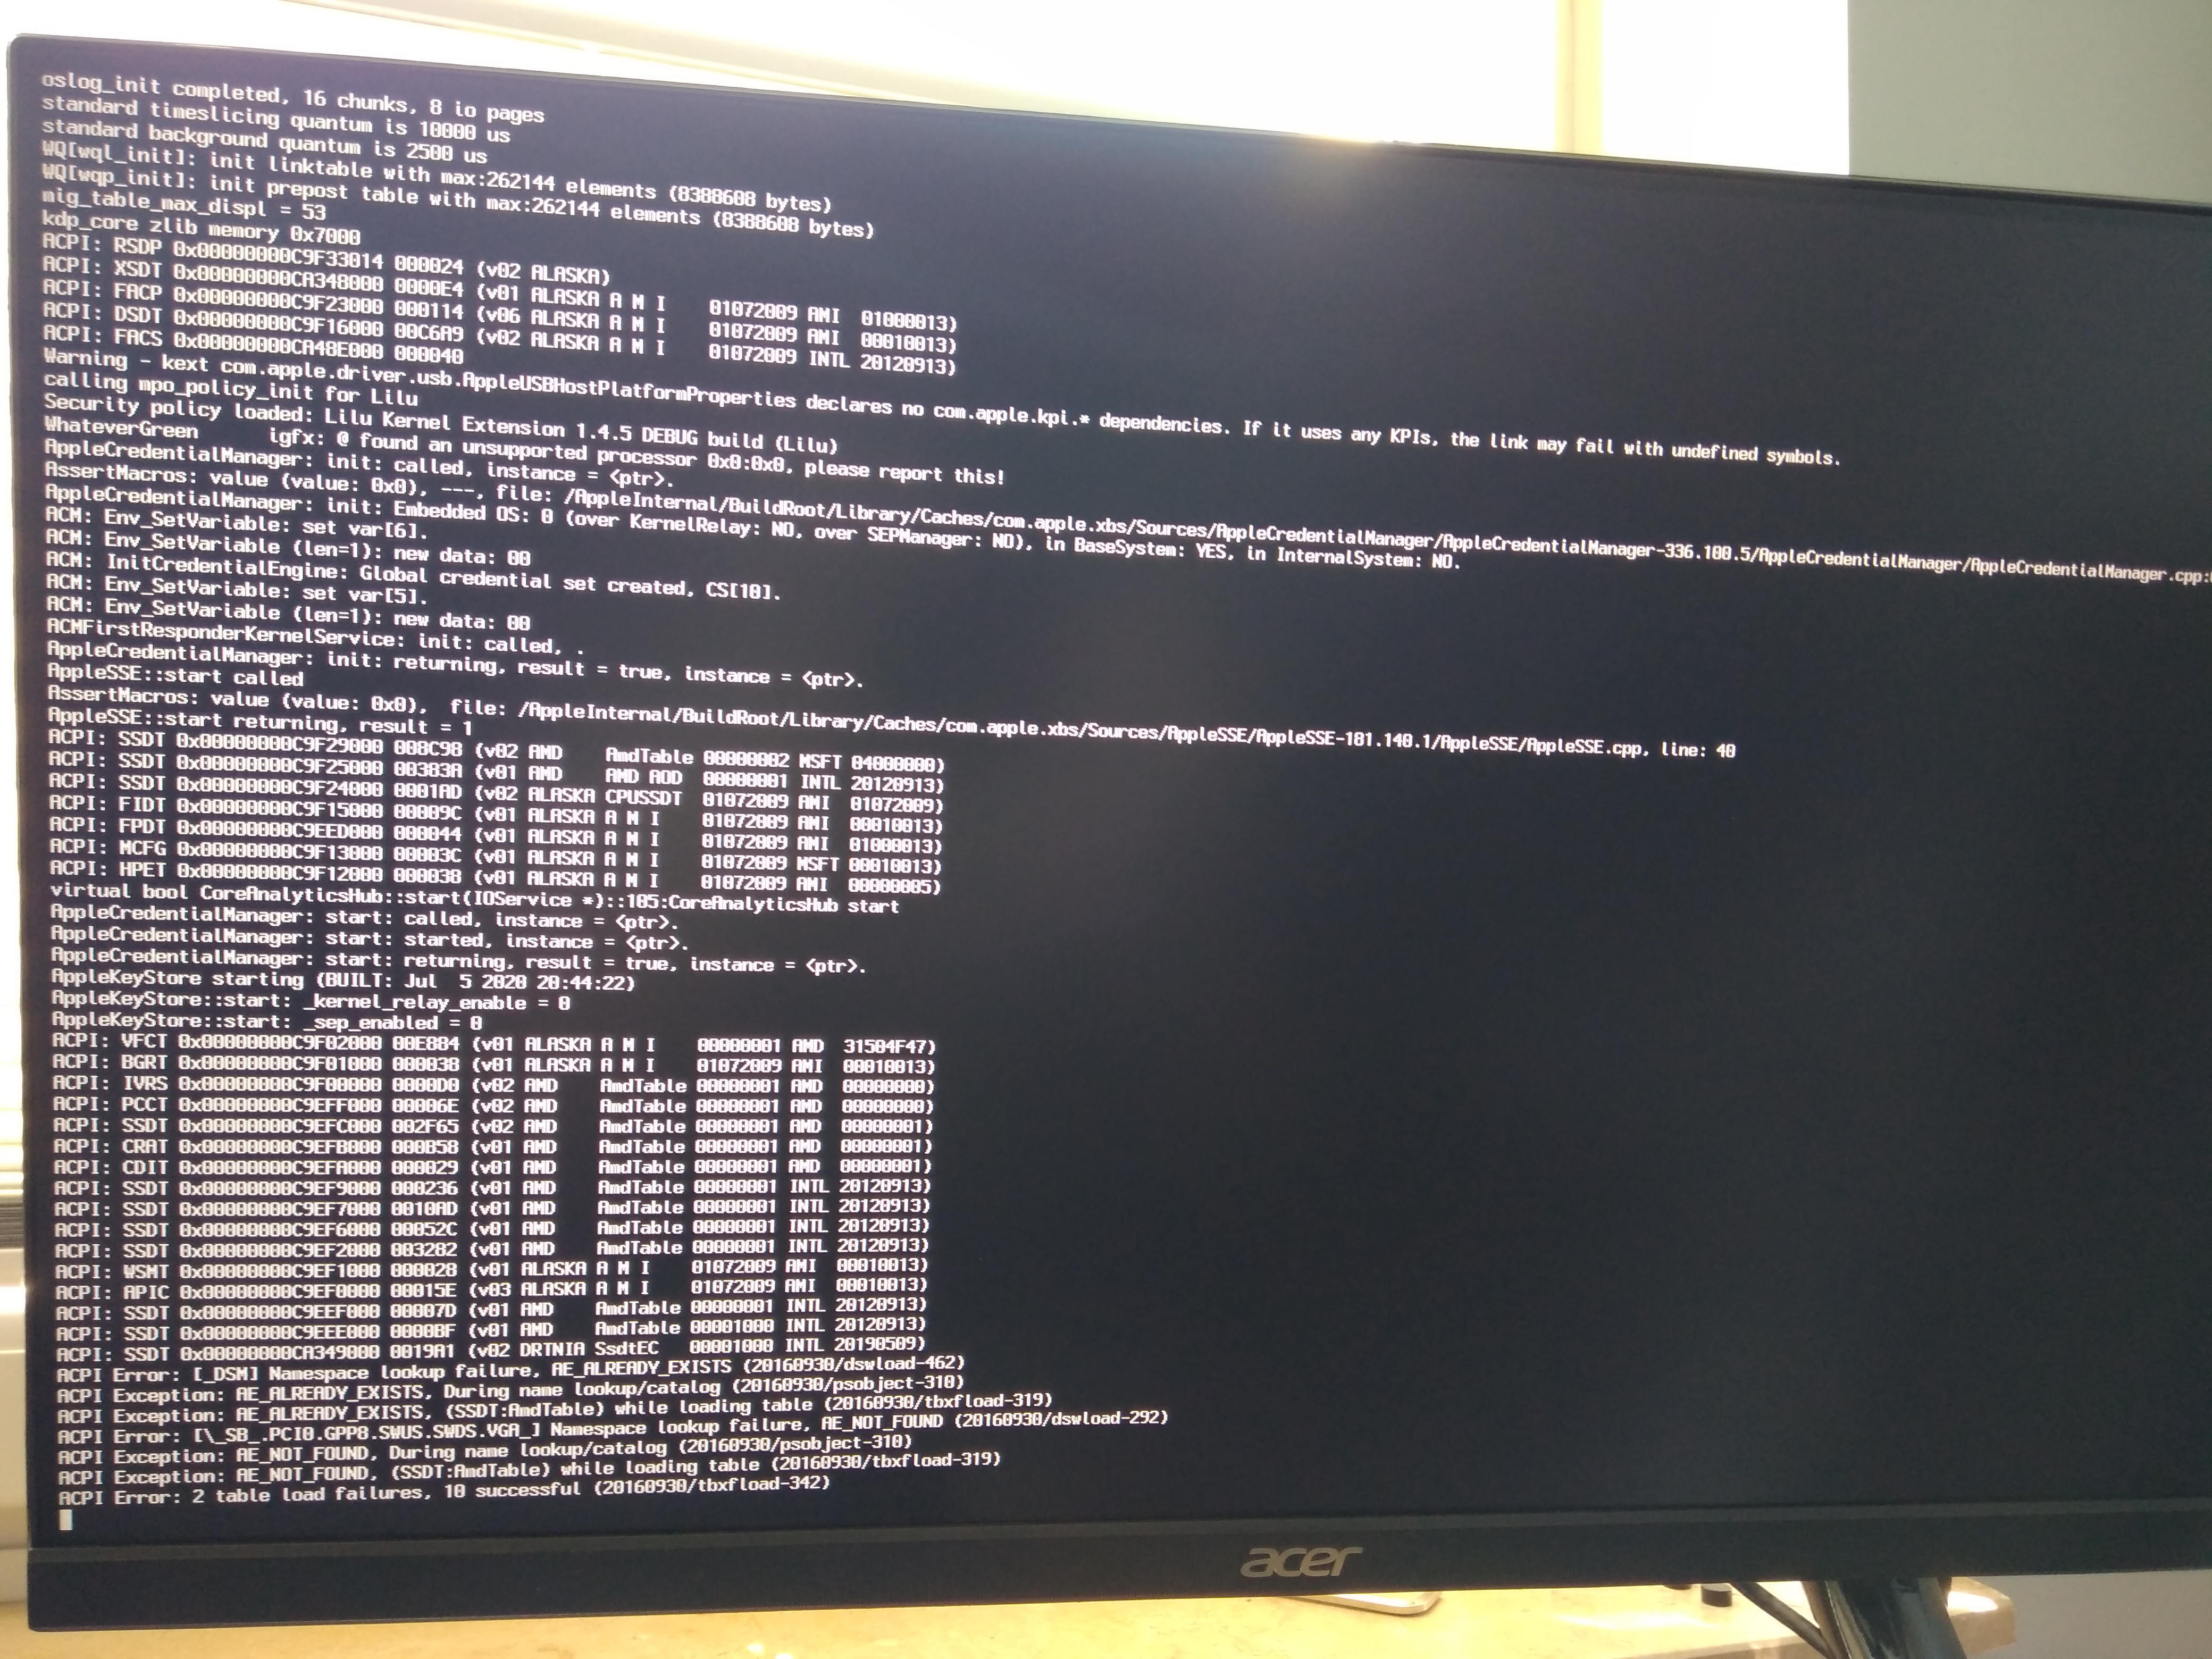 oslog_init completed, 16 chunks, 8 io pages
standard timeslicing quantum is 10000 us
standard background quantum is 2500 us
WQ[wql_init]: init linktable with max:262144 elements (8388608 bytes)
WQ[wqp_init]: init prepost table with max:262144 elements (8388608 bytes)
mig_table_max_displ = 53
kdp_core zlib memory 0x7000
ACPI: RSDP 0x00000000C9F33014 000024 (v02 ALASKA)
ACPI: XSDT 0x00000000CA348000 0000E4 (v01 ALASKA A M I    01072009 AMI  01000013)
ACPI: FACP 0x00000000C9F23000 000114 (v06 ALASKA A M I    01072009 AMI  00010013)
ACPI: DSDT 0x00000000C9F16000 00C6A9 (v02 ALASKA A M I    01072009 INTL 20120913)
ACPI: FACS 0x00000000CA48E000 000040
Warning - kext com.apple.driver.usb.AppleUSBHostPlatformProperties declares no com.apple.kpi.* dependencies. If it uses any KPIs, the link may fail with undefined symbols.
calling mpo_policy_init for Lilu
Security policy loaded: Lilu Kernel Extension 1.4.5 DEBUG build (Lilu)
WhateverGreen      igfx: @ found an unsupported processor 0x0:0x0, please report this!
AppleCredentialManager: init: called, instance = <ptr>.
AssertMacros: value (value: 0x0), ---, file: /AppleInternal/BuildRoot/Library/Caches/com.apple.xbs/Sources/AppleCredentialManager/AppleCredentialManager-336.100.5/AppleCredentialManager/AppleCredentialManager.cpp:
AppleCredentialManager: init: Embedded OS: 0 (over KernelRelay: NO, over SEPManager: NO), in BaseSystem: YES, in InternalSystem: NO.
ACM: Env_SetVariable: set var[6].
ACM: Env_SetVariable (len=1): new data: 00
ACM: InitCredentialEngine: Global credential set created, CS[10].
ACM: Env_SetVariable: set var[5].
ACM: Env_SetVariable (len=1): new data: 00
ACMFirstResponderKernelService: init: called, .
AppleCredentialManager: init: returning, result = true, instance = <ptr>.
AppleSSE::start called
AssertMacros: value (value: 0x0),  file: /AppleInternal/BuildRoot/Library/Caches/com.apple.xbs/Sources/AppleSSE/AppleSSE-101.140.1/AppleSSE/AppleSSE.cpp, line: 40
AppleSSE::start returning, result = 1
ACPI: SSDT 0x00000000C9F29000 008C98 (v02 AMD    AmdTable 00000002 MSFT 04000000)
ACPI: SSDT 0x00000000C9F25000 00383A (v01 AMD    AMD AOD  00000001 INTL 20120913)
ACPI: SSDT 0x00000000C9F24000 0001AD (v02 ALASKA CPUSSDT  01072009 AMI  01072009)
ACPI: FIDT 0x00000000C9F15000 00009C (v01 ALASKA A M I    01072009 AMI  00010013)
ACPI: FPDT 0x00000000C9EED000 000044 (v01 ALASKA A M I    01072009 AMI  01000013)
ACPI: MCFG 0x00000000C9F13000 00003C (v01 ALASKA A M I    01072009 MSFT 00010013)
ACPI: HPET 0x00000000C9F12000 000038 (v01 ALASKA A M I    01072009 AMI  00000005)
virtual bool CoreAnalyticsHub::start(IOService *)::105:CoreAnalyticsHub start
AppleCredentialManager: start: called, instance = <ptr>.
AppleCredentialManager: start: started, instance = <ptr>.
AppleCredentialManager: start: returning, result = true, instance = <ptr>.
AppleKeyStore starting (BUILT: Jul  5 2020 20:44:22)
AppleKeyStore::start: _kernel_relay_enable = 0
AppleKeyStore::start: _sep_enabled = 0
ACPI: VFCT 0x00000000C9F02000 00E884 (v01 ALASKA A M I    00000001 AMD  31504F47)
ACPI: BGRT 0x00000000C9F01000 000038 (v01 ALASKA A M I    01072009 AMI  00010013)
ACPI: IVRS 0x00000000C9F00000 0000D0 (v02 AMD    AmdTable 00000001 AMD  00000000)
ACPI: PCCT 0x00000000C9EFF000 00006E (v02 AMD    AmdTable 00000001 AMD  00000000)
ACPI: SSDT 0x00000000C9EFC000 002F65 (v02 AMD    AmdTable 00000001 AMD  00000001)
ACPI: CRAT 0x00000000C9EFB000 000B58 (v01 AMD    AmdTable 00000001 AMD  00000001)
ACPI: CDIT 0x00000000C9EFA000 000029 (v01 AMD    AmdTable 00000001 AMD  00000001)
ACPI: SSDT 0x00000000C9EF9000 000236 (v01 AMD    AmdTable 00000001 INTL 20120913)
ACPI: SSDT 0x00000000C9EF7000 0010AD (v01 AMD    AmdTable 00000001 INTL 20120913)
ACPI: SSDT 0x00000000C9EF6000 00052C (v01 AMD    AmdTable 00000001 INTL 20120913)
ACPI: SSDT 0x00000000C9EF2000 003282 (v01 AMD    AmdTable 00000001 INTL 20120913)
ACPI: WSMT 0x00000000C9EF1000 000028 (v01 ALASKA A M I    01072009 AMI  00010013)
ACPI: APIC 0x00000000C9EF0000 00015E (v03 ALASKA A M I    01072009 AMI  00010013)
ACPI: SSDT 0x00000000C9EEF000 00007D (v01 AMD    AmdTable 00000001 INTL 20120913)
ACPI: SSDT 0x00000000C9EEE000 0000BF (v01 AMD    AmdTable 00001000 INTL 20120913)
ACPI: SSDT 0x00000000CA349000 0019A1 (v02 DRTNIA SsdtEC   00001000 INTL 20190509)
ACPI Error: [_DSM] Namespace lookup failure, AE_ALREADY_EXISTS (20160930/dswload-462)
ACPI Exception: AE_ALREADY_EXISTS, During name lookup/catalog (20160930/psobject-310)
ACPI Exception: AE_ALREADY_EXISTS, (SSDT:AmdTable) while loading table (20160930/tbxfload-319)
ACPI Error: [\_SB_.PCI0.GPP8.SWUS.SWDS.VGA_] Namespace lookup failure, AE_NOT_FOUND (20160930/dswload-292)
ACPI Exception: AE_NOT_FOUND, During name lookup/catalog (20160930/psobject-310)
ACPI Exception: AE_NOT_FOUND, (SSDT:AmdTable) while loading table (20160930/tbxfload-319)
ACPI Error: 2 table load failures, 10 successful (20160930/tbxfload-342)
acer